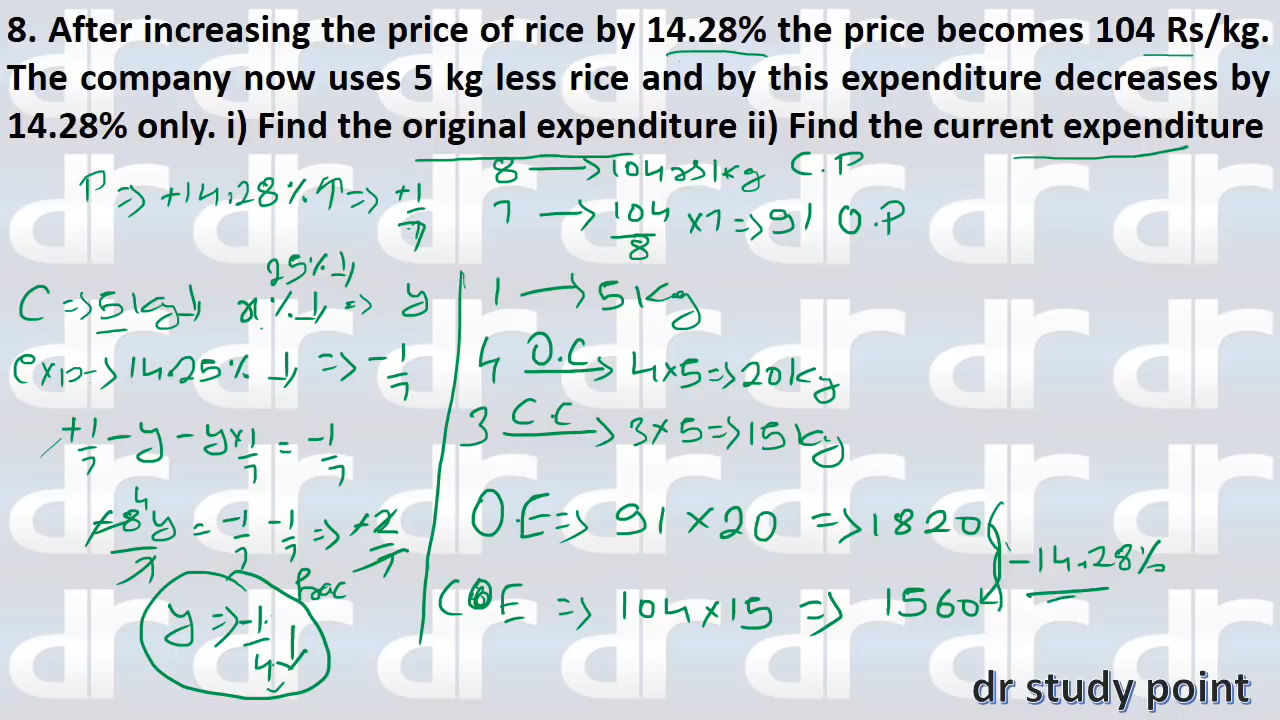 8. After increasing the price of rice by 14.28% the price becomes 104 Rs/kg.
The company now uses 5 kg less rice and by this expenditure decreases by
14.28% only. i) Find the original expenditure ii) Find the current expenditure
P => +14.28% ↑ => +1/7
C => 5kg↓ x%↓ => y
25%↓
exp -> 14.25% ↓ => -1/7
+1/7 - y - y×1/7 = -1/7
-8y/7 = -1/7 -1/7 => -2/7
4
y => -1/4 ↓
8 -> 104 rs/kg C.P
7 -> 104/8 ×7 => 91 O.P
1 -> 5kg
4 O.C -> 4×5 => 20kg
3 C.C -> 3×5 => 15kg
O.E => 91 × 20 => 1820
-14.28%
E => 104 × 15 => 1560
dr study point